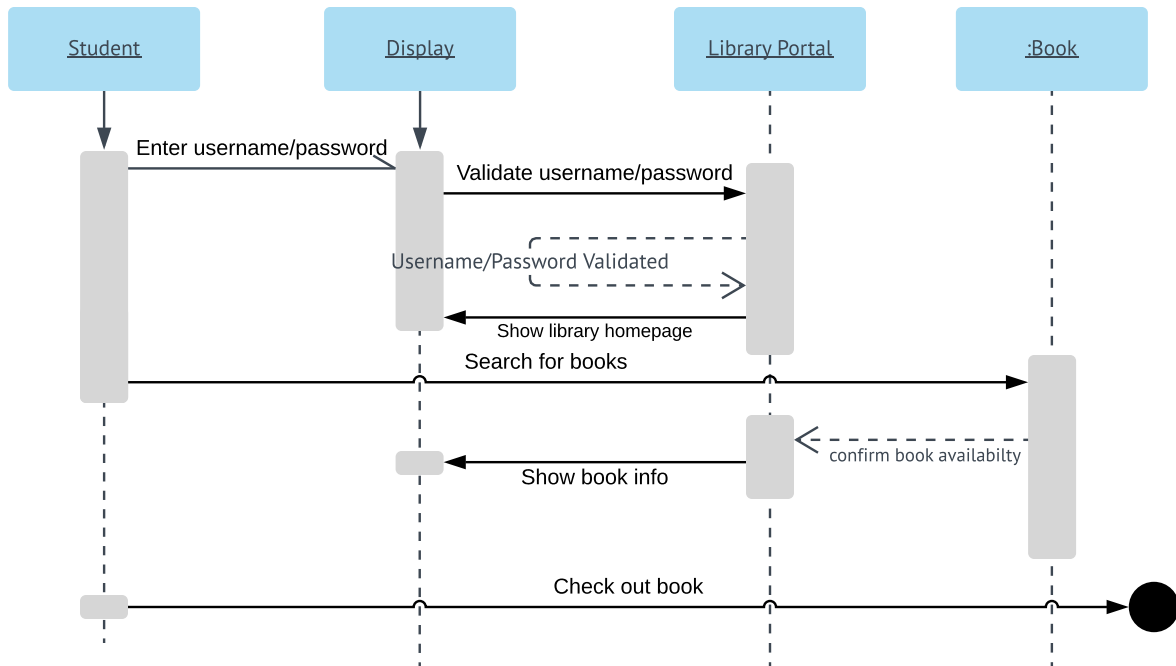 Student
Display
Library Portal
:Book
Enter username/password
Validate username/password
Username/Password Validated
Show library homepage
Search for books
confirm book availabilty
Show book info
Check out book